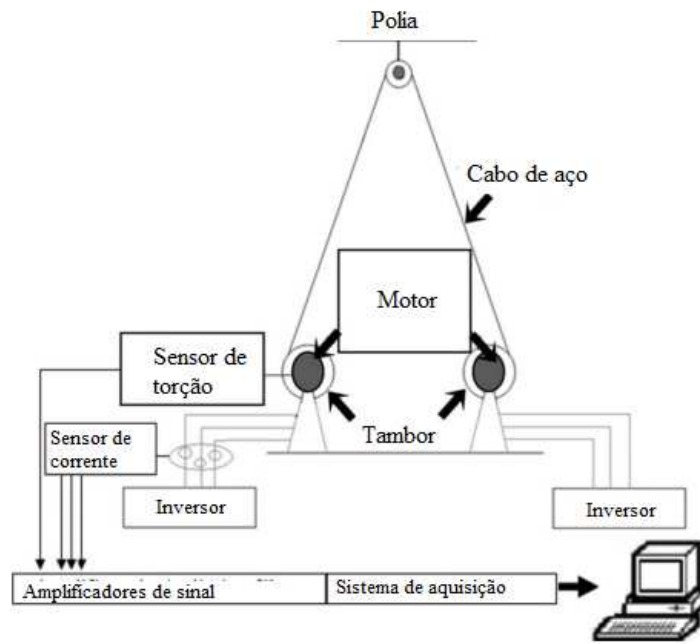 Polia
Cabo de aço
Motor
Sensor de
torção
Tambor
Sensor de
corrente
Inversor
Inversor
Amplificadores de sinal
Sistema de aquisição